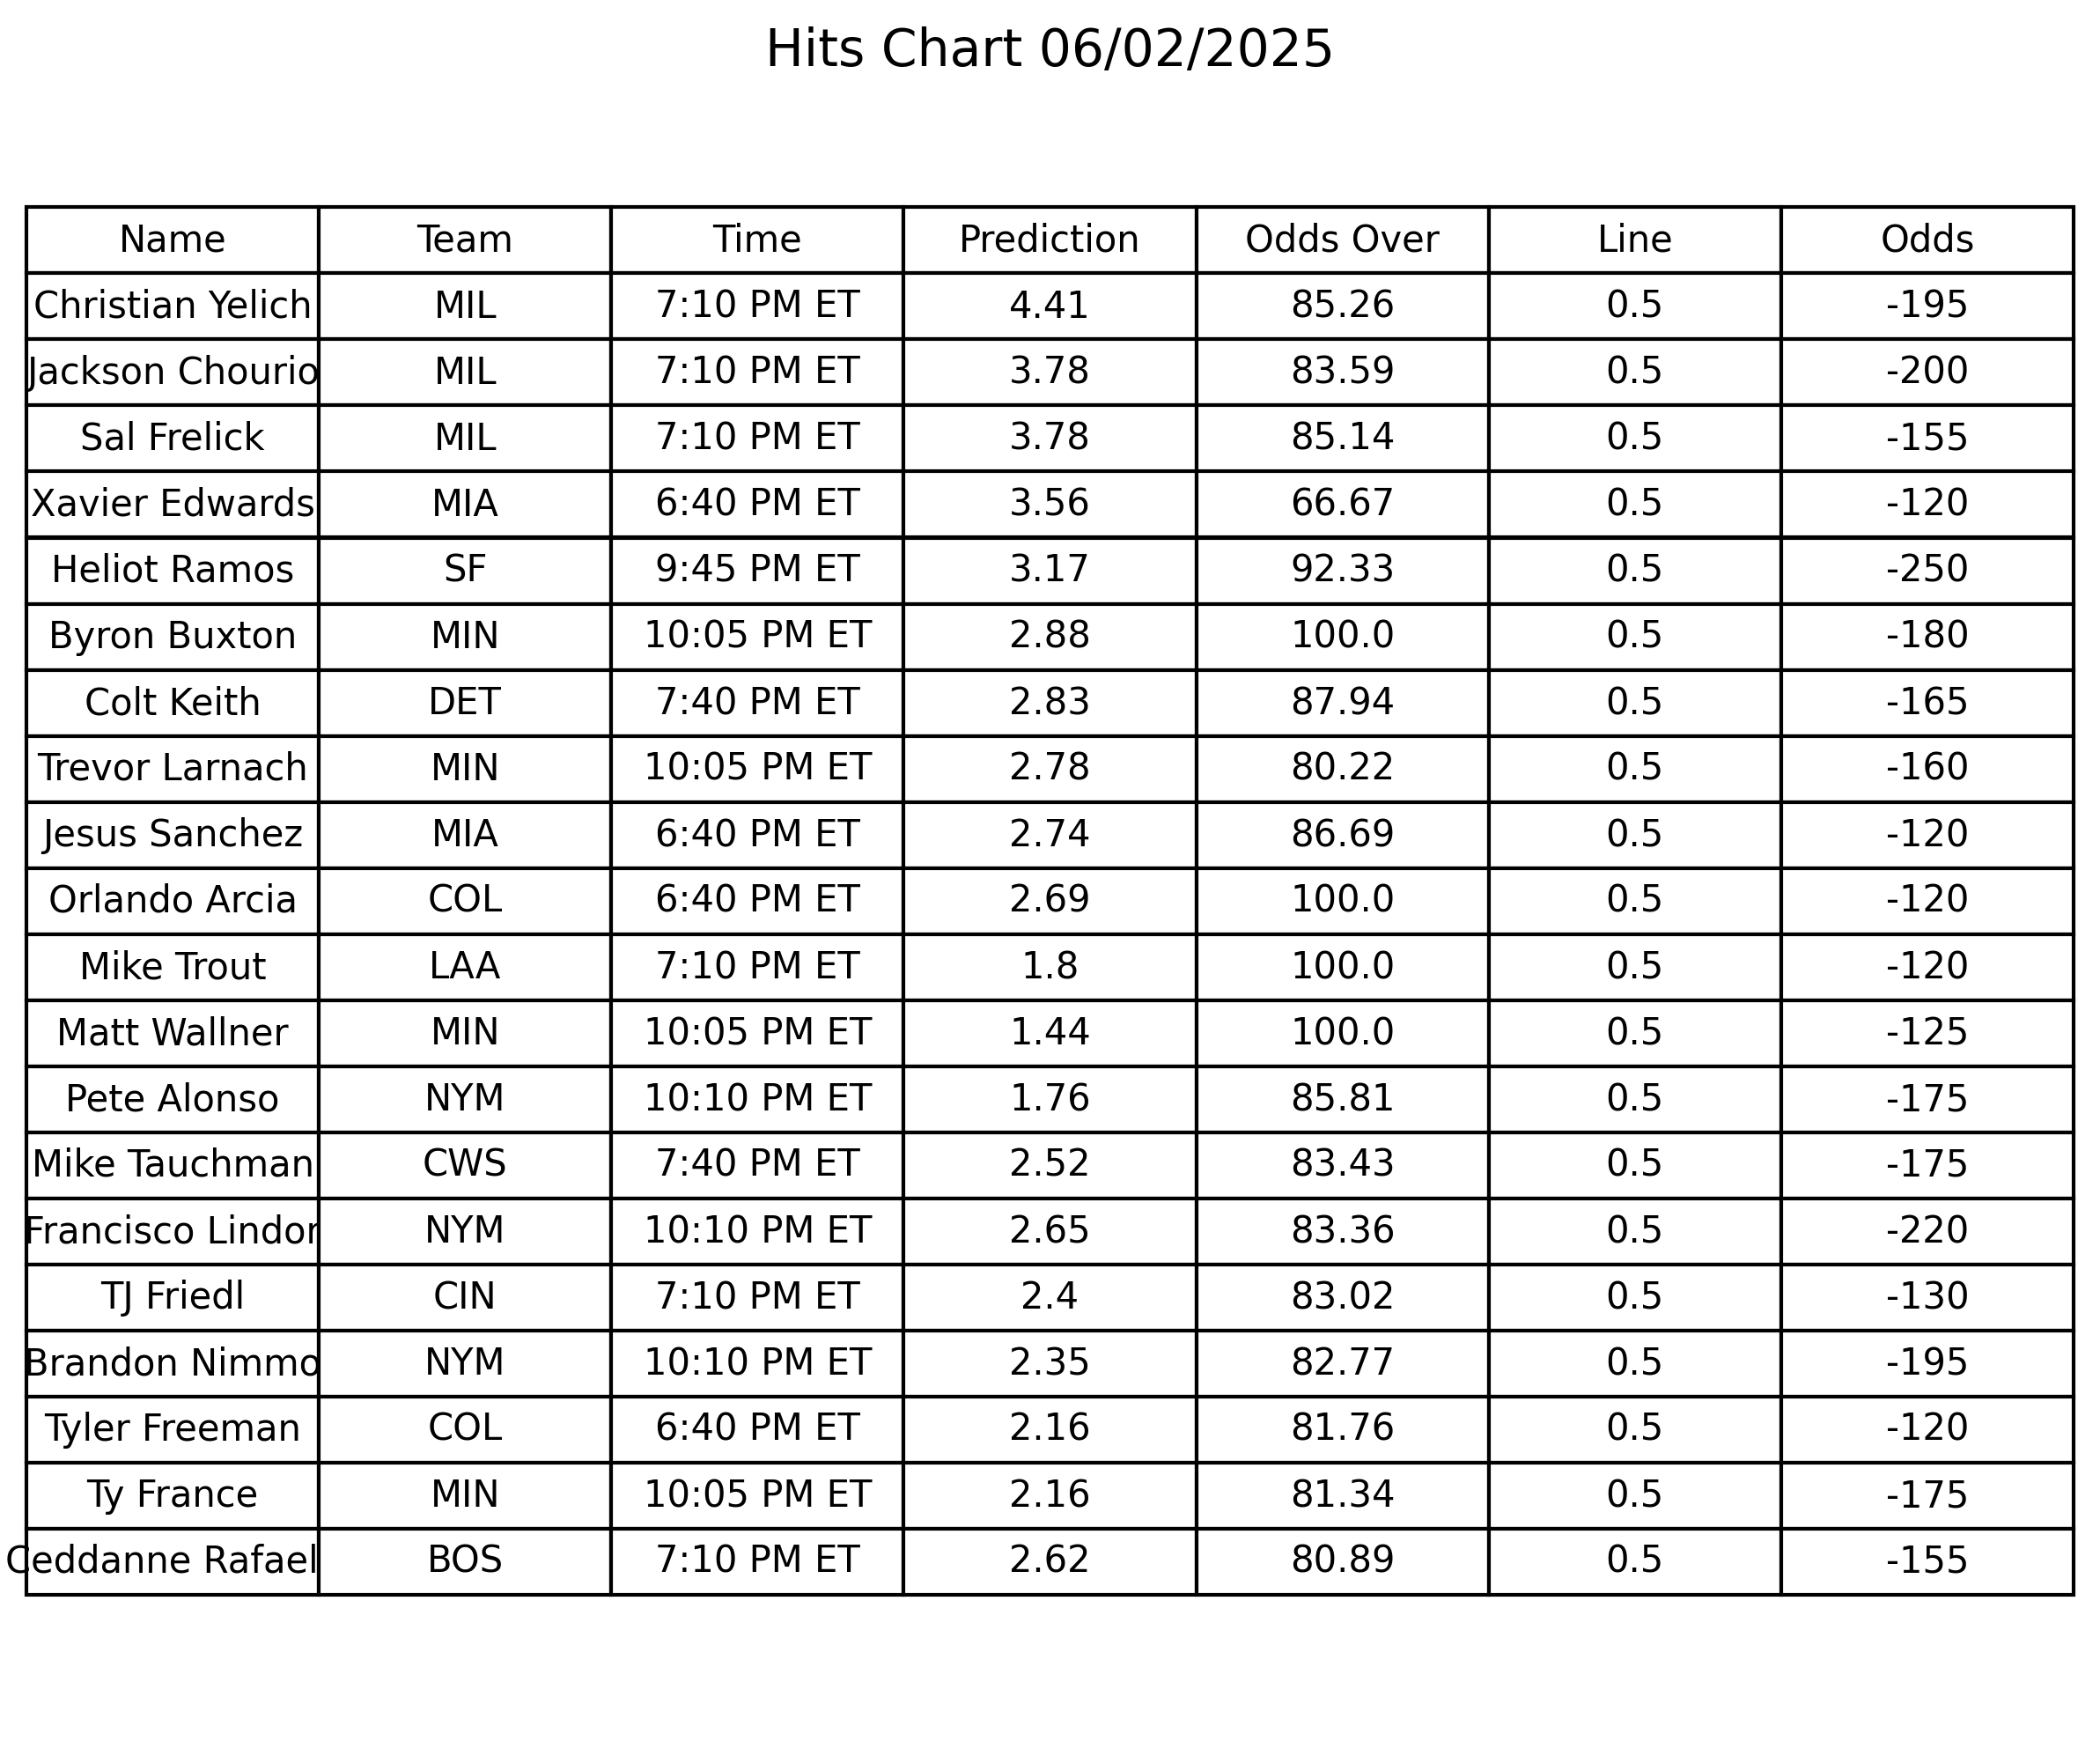 Hits Chart 06/02/2025
Name Team Time Prediction Odds Over Line Odds
Christian Yelich MIL 7:10 PM ET 4.41 85.26 0.5 -195
Jackson Chourio MIL 7:10 PM ET 3.78 83.59 0.5 -200
Sal Frelick MIL 7:10 PM ET 3.78 85.14 0.5 -155
Xavier Edwards MIA 6:40 PM ET 3.56 66.67 0.5 -120
Heliot Ramos SF 9:45 PM ET 3.17 92.33 0.5 -250
Byron Buxton MIN 10:05 PM ET 2.88 100.0 0.5 -180
Colt Keith DET 7:40 PM ET 2.83 87.94 0.5 -165
Trevor Larnach MIN 10:05 PM ET 2.78 80.22 0.5 -160
Jesus Sanchez MIA 6:40 PM ET 2.74 86.69 0.5 -120
Orlando Arcia COL 6:40 PM ET 2.69 100.0 0.5 -120
Mike Trout LAA 7:10 PM ET 1.8 100.0 0.5 -120
Matt Wallner MIN 10:05 PM ET 1.44 100.0 0.5 -125
Pete Alonso NYM 10:10 PM ET 1.76 85.81 0.5 -175
Mike Tauchman CWS 7:40 PM ET 2.52 83.43 0.5 -175
Francisco Lindor NYM 10:10 PM ET 2.65 83.36 0.5 -220
TJ Friedl CIN 7:10 PM ET 2.4 83.02 0.5 -130
Brandon Nimmo NYM 10:10 PM ET 2.35 82.77 0.5 -195
Tyler Freeman COL 6:40 PM ET 2.16 81.76 0.5 -120
Ty France MIN 10:05 PM ET 2.16 81.34 0.5 -175
Ceddanne Rafael BOS 7:10 PM ET 2.62 80.89 0.5 -155